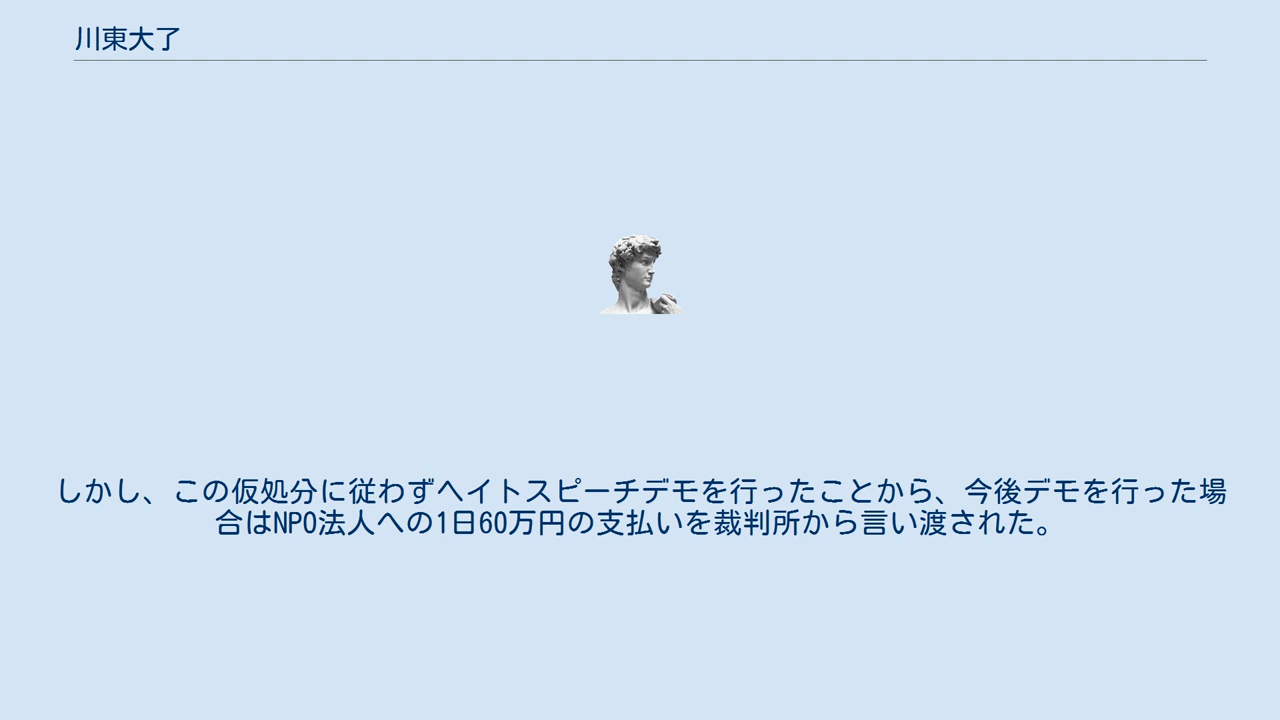 川東大了
しかし、この仮処分に従わずヘイトスピーチデモを行ったことから、今後デモを行った場
合はNPO法人への1日60万円の支払いを裁判所から言い渡された。